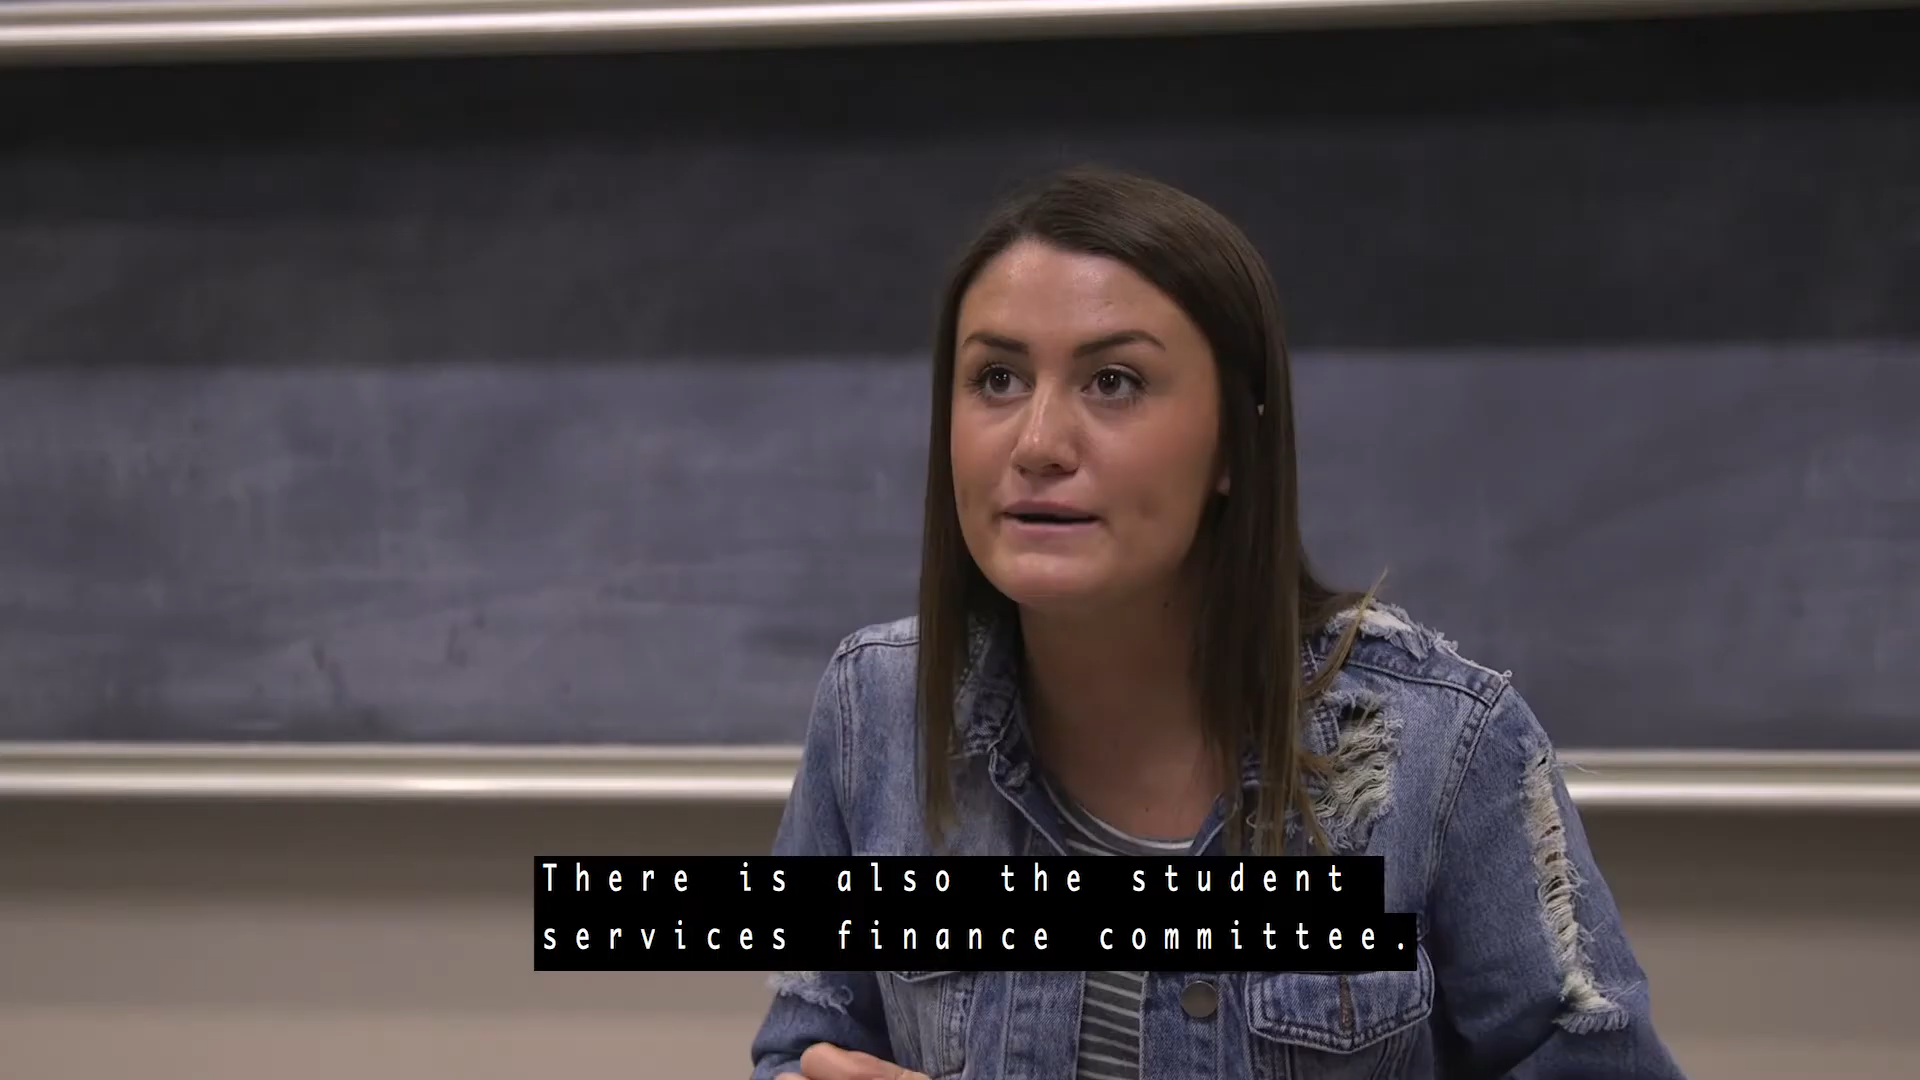 There is also the student
services finance committee.